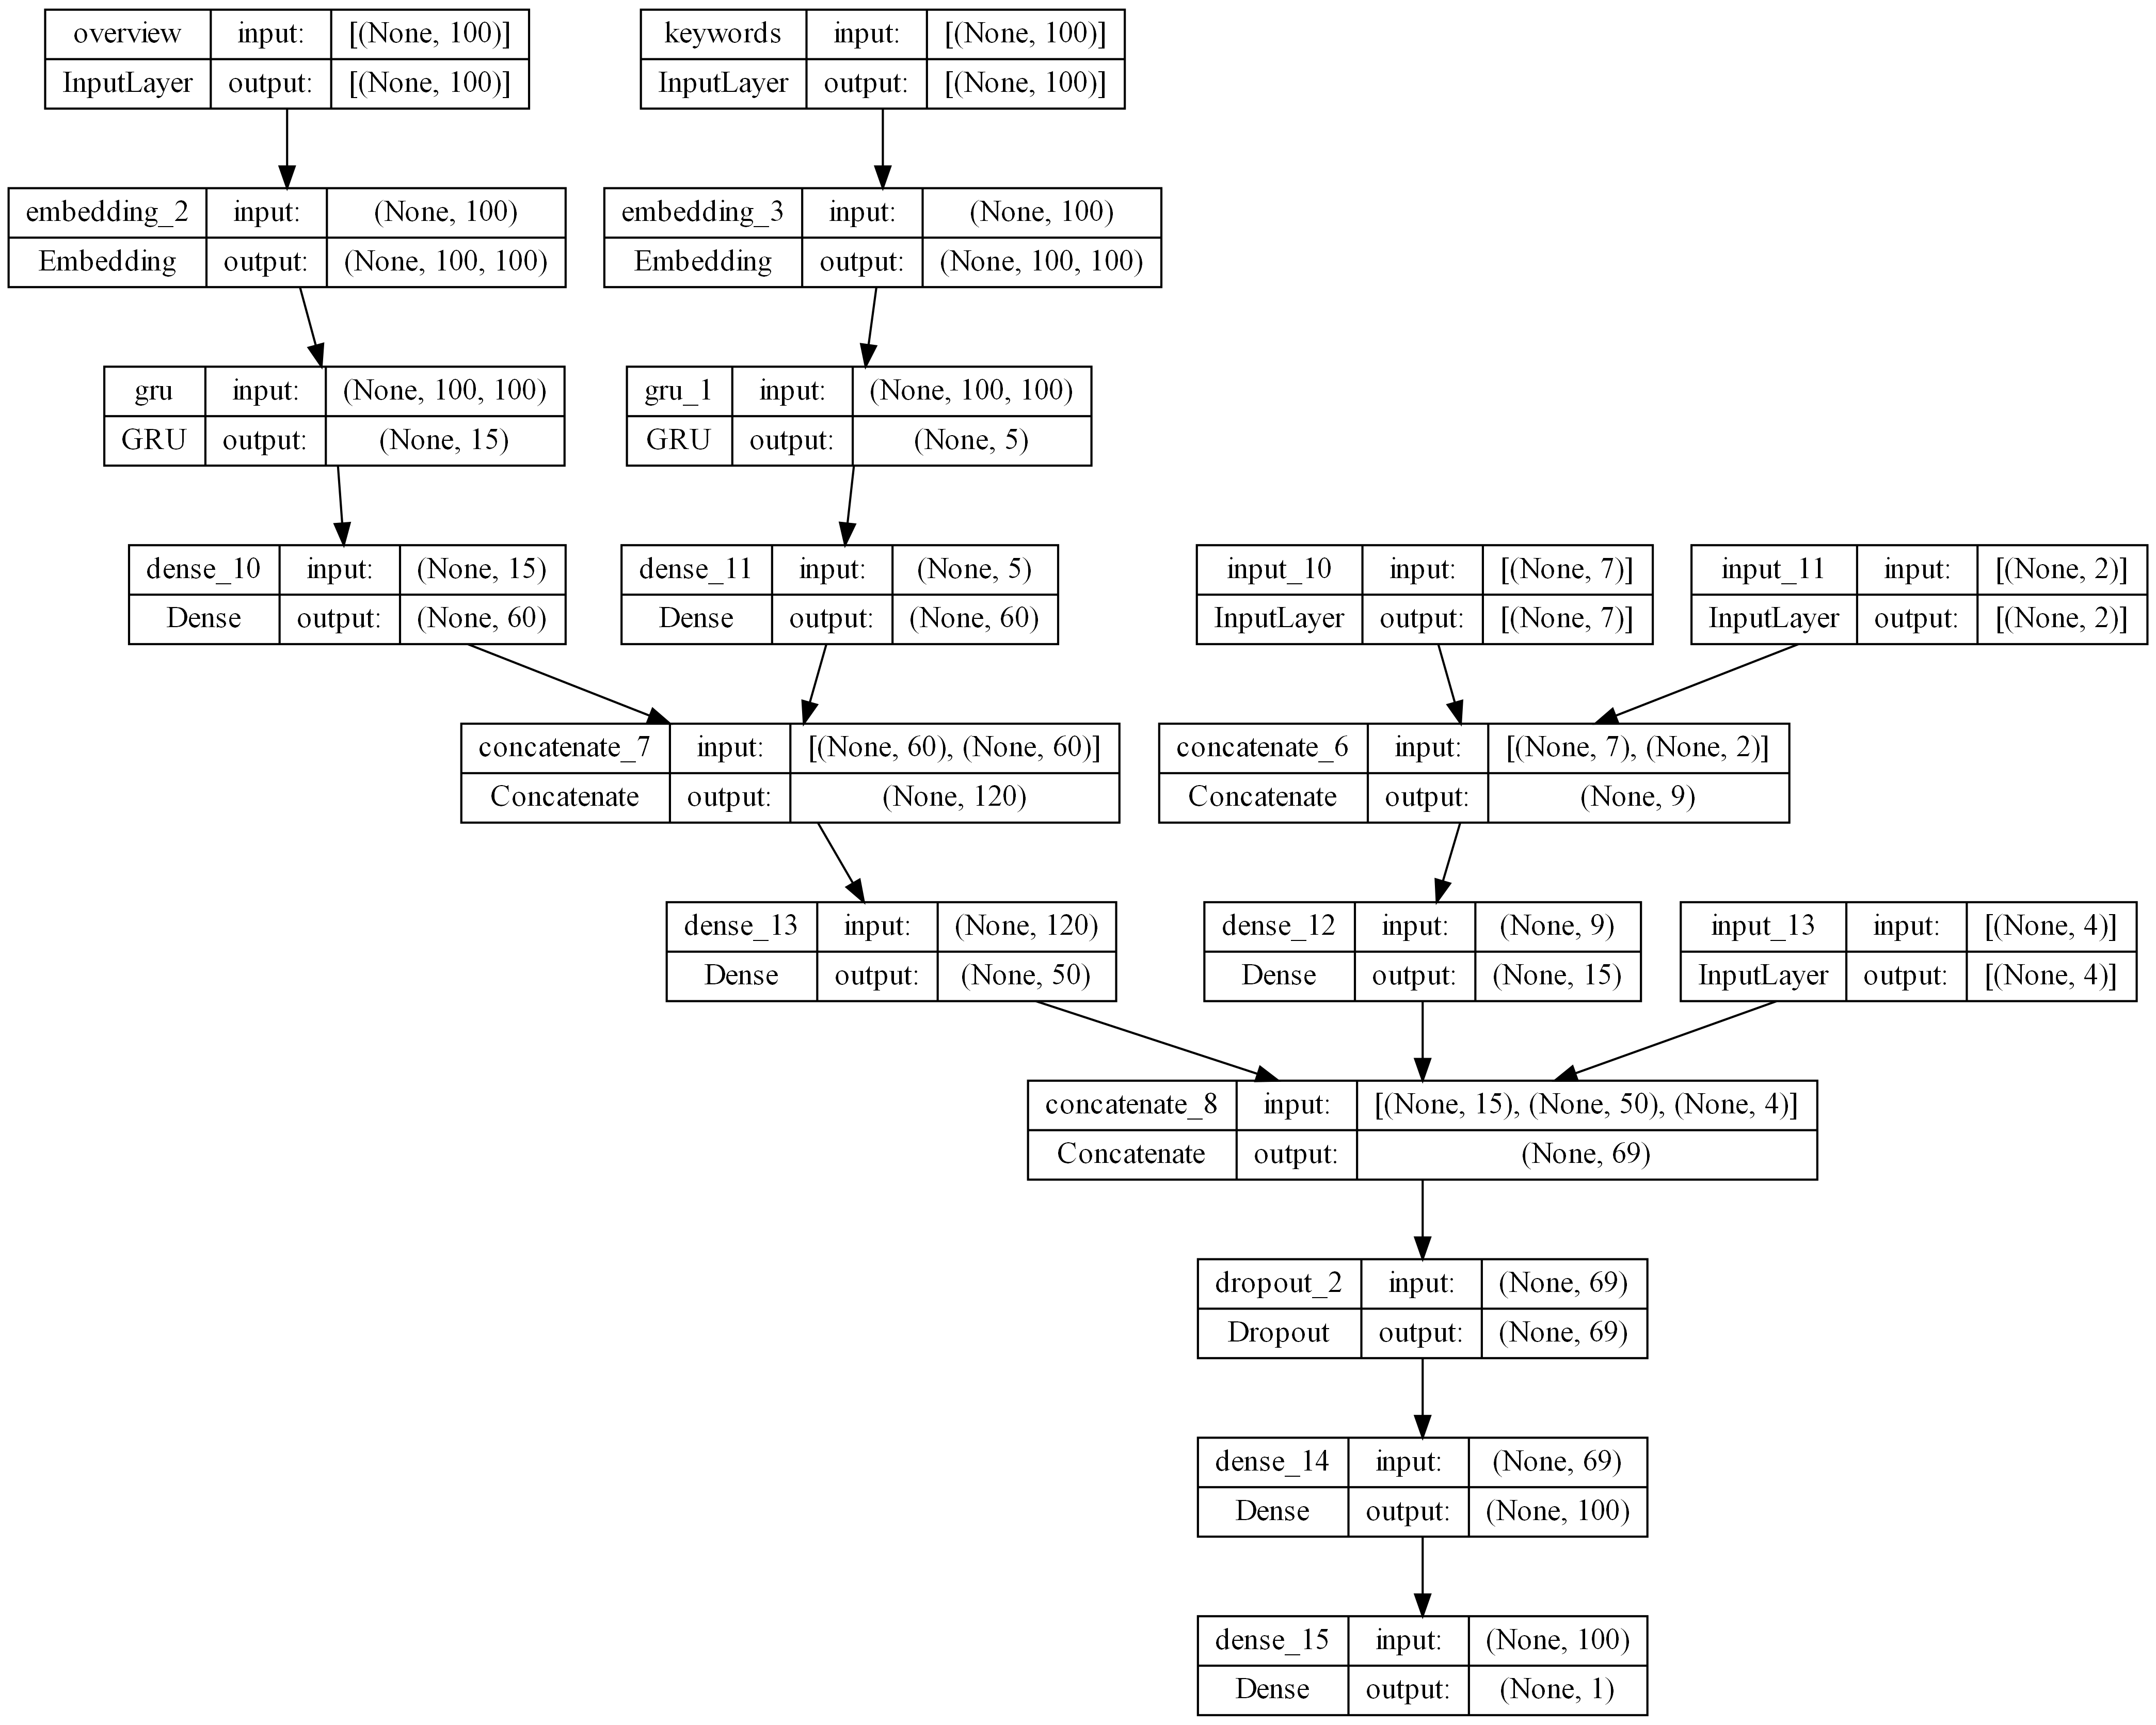 overview input: [(None, 100)]
InputLayer output: [(None, 100)]
keywords input: [(None, 100)]
InputLayer output: [(None, 100)]
embedding_2 input: (None, 100)
Embedding output: (None, 100, 100)
embedding_3 input: (None, 100)
Embedding output: (None, 100, 100)
gru input: (None, 100, 100)
GRU output: (None, 15)
gru_1 input: (None, 100, 100)
GRU output: (None, 5)
dense_10 input: (None, 15)
Dense output: (None, 60)
dense_11 input: (None, 5)
Dense output: (None, 60)
input_10 input: [(None, 7)]
InputLayer output: [(None, 7)]
input_11 input: [(None, 2)]
InputLayer output: [(None, 2)]
concatenate_7 input: [(None, 60), (None, 60)]
Concatenate output: (None, 120)
concatenate_6 input: [(None, 7), (None, 2)]
Concatenate output: (None, 9)
dense_13 input: (None, 120)
Dense output: (None, 50)
dense_12 input: (None, 9)
Dense output: (None, 15)
input_13 input: [(None, 4)]
InputLayer output: [(None, 4)]
concatenate_8 input: [(None, 15), (None, 50), (None, 4)]
Concatenate output: (None, 69)
dropout_2 input: (None, 69)
Dropout output: (None, 69)
dense_14 input: (None, 69)
Dense output: (None, 100)
dense_15 input: (None, 100)
Dense output: (None, 1)